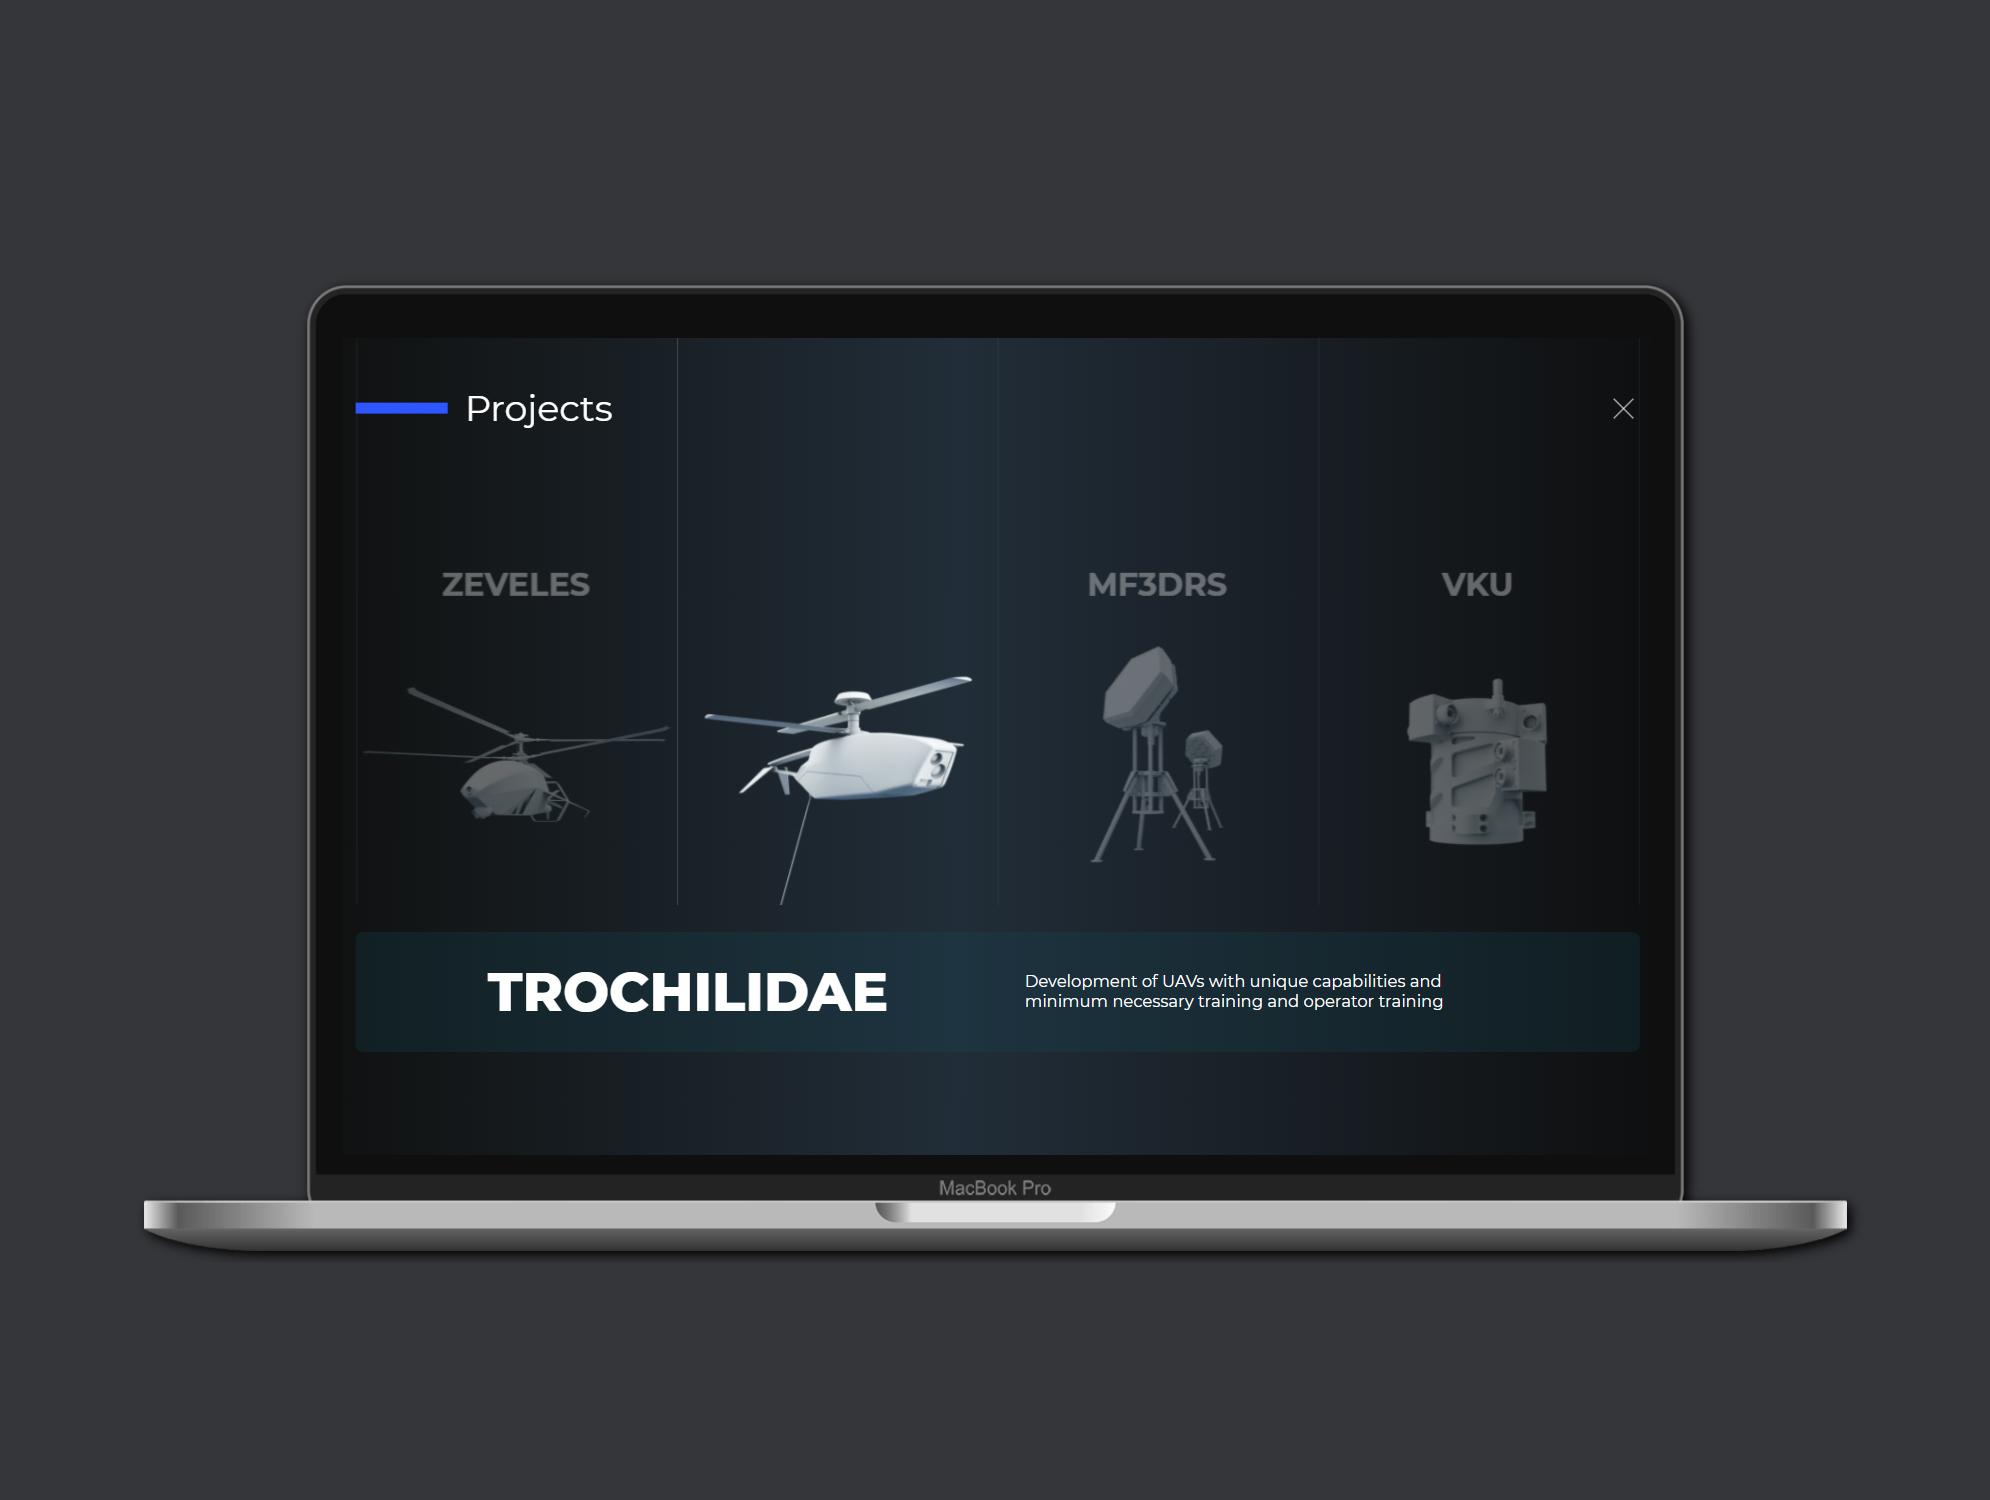 Projects
ZEVELES
MF3DRS
VKU
TROCHILIDAE
Development of UAVs with unique capabilities and
minimum necessary training and operator training
MacBook Pro